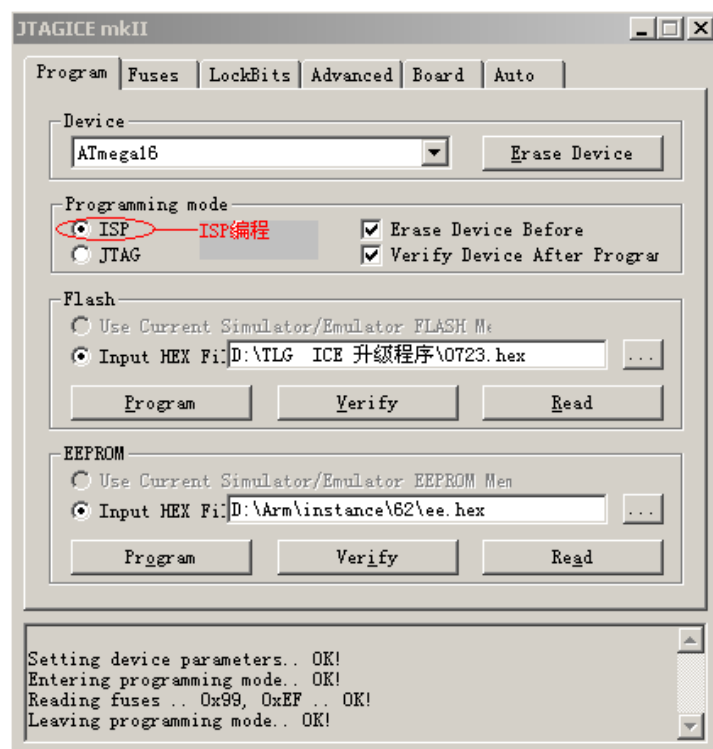 JTAGICE mkII
Program Fuses LockBits Advanced Board Auto
Device
ATmega16 Erase Device
Programming mode
ISP ISP编程 Erase Device Before
JTAG Verify Device After Progra
Flash
Use Current Simulator/Emulator FLASH Me
Input HEX Fil D:\TLG ICE 升级程序\0723.hex ...
Program Verify Read
EEPROM
Use Current Simulator/Emulator EEPROM Mem
Input HEX Fil D:\Arm\instance\62\ee.hex ...
Program Verify Read
Setting device parameters.. OK!
Entering programming mode.. OK!
Reading fuses .. 0x99, 0xEF .. OK!
Leaving programming mode.. OK!